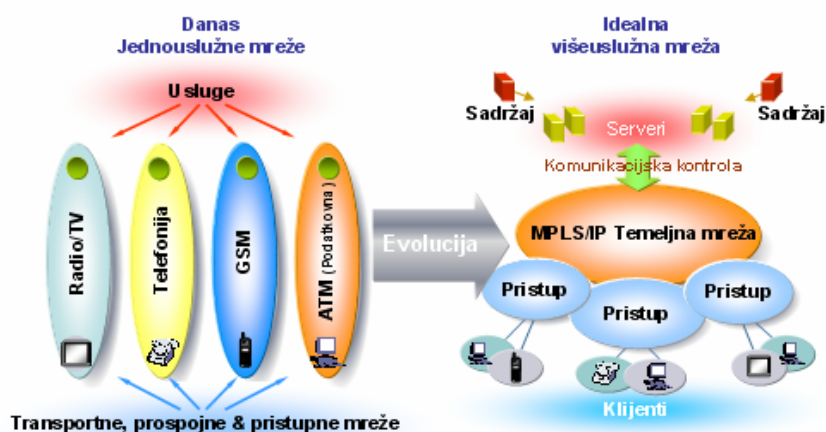 Danas
Jednouslužne mreže
Usluge
Radio/TV
Telefonija
GSM
ATM (Podatkovna)
Transportne, prospojne & pristupne mreže
Evolucija
Idealna
višeuslužna mreža
Sadržaj
Sadržaj
Serveri
Komunikacijska kontrola
MPLS/IP Temeljna mreža
Pristup
Pristup
Pristup
Klijenti